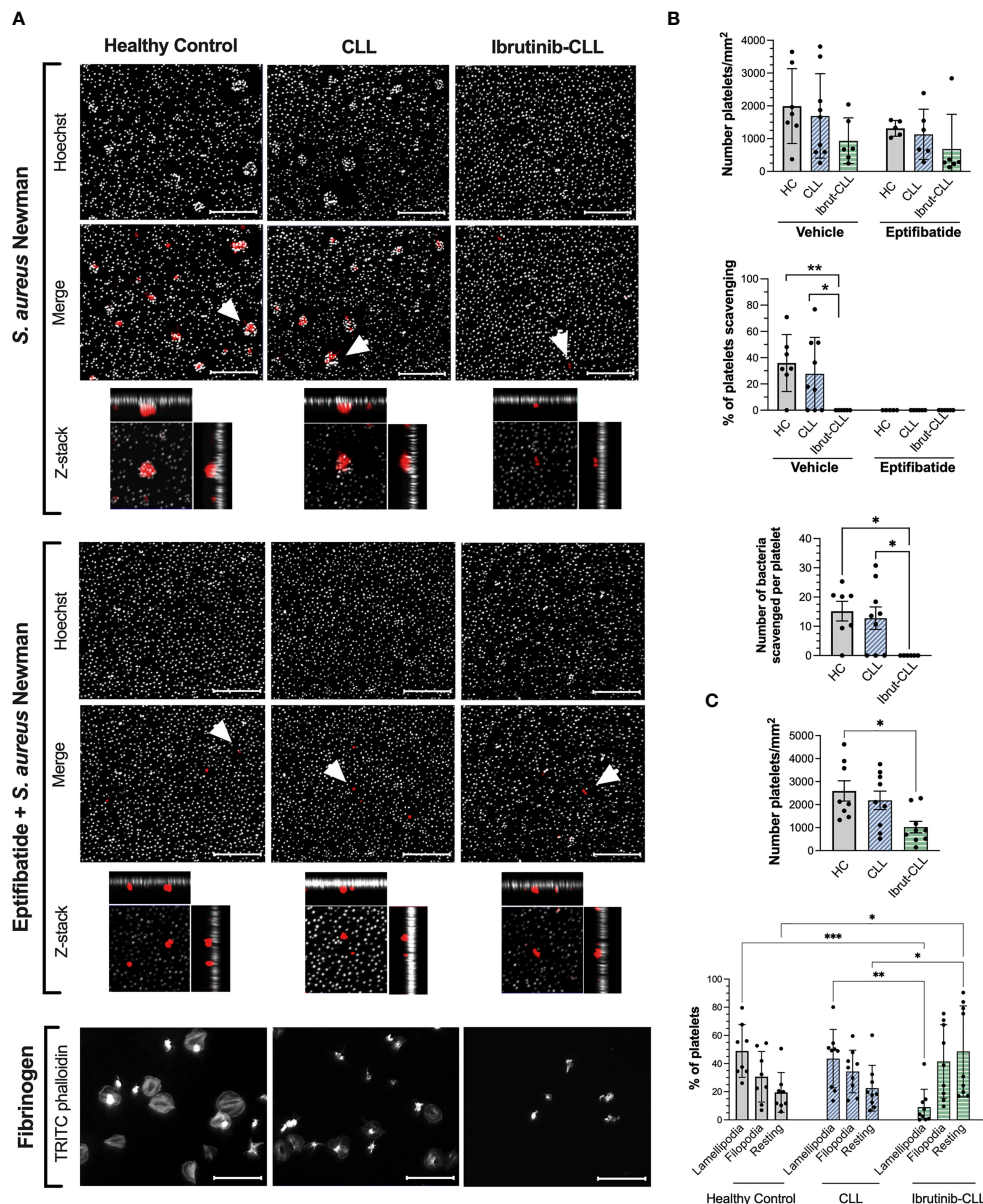 A
Healthy Control
CLL
Ibrutinib-CLL
S. aureus Newman
Hoechst
Merge
Z-stack
Eptifibatide + S. aureus Newman
Hoechst
Merge
Z-stack
Fibrinogen
TRITC phalloidin
B
Number platelets/mm²
4000
3000
2000
1000
0
HC
CLL
Ibrut-CLL
HC
CLL
Ibrut-CLL
Vehicle
Eptifibatide
% of platelets scavenging
100
80
60
40
20
0
**
*
HC
CLL
Ibrut-CLL
HC
CLL
Ibrut-CLL
Vehicle
Eptifibatide
Number of bacteria
scavenged per platelet
40
30
20
10
0
*
*
HC
CLL
Ibrut-CLL
C
Number platelets/mm²
5000
4000
3000
2000
1000
0
*
HC
CLL
Ibrut-CLL
% of platelets
100
80
60
40
20
0
*
***
*
**
Lamellipodia
Filopodia
Resting
Lamellipodia
Filopodia
Resting
Lamellipodia
Filopodia
Resting
Healthy Control
CLL
Ibrutinib-CLL